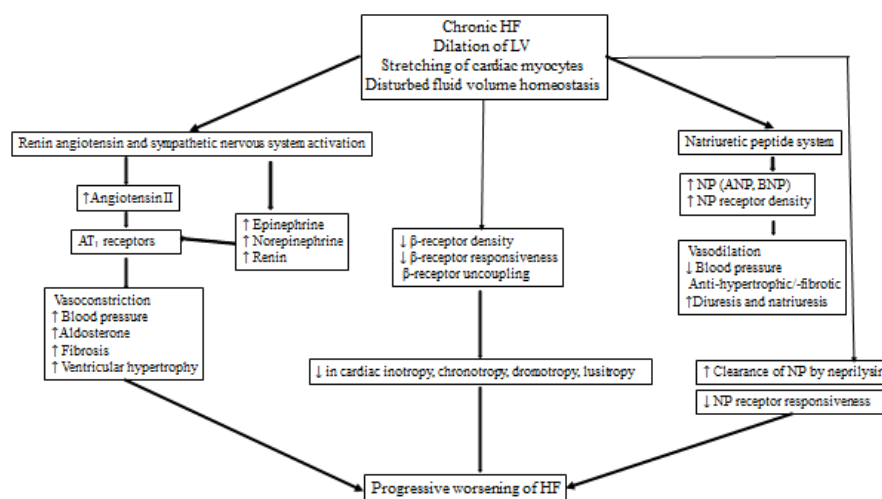 Chronic HF
Dilation of LV
Stretching of cardiac myocytes
Disturbed fluid volume homeostasis
Renin angiotensin and sympathetic nervous system activation
Natriuretic peptide system
↑Angiotensin II
↑ NP (ANP, BNP)
↑ NP receptor density
AT₁ receptors
↑ Epinephrine
↑ Norepinephrine
↑ Renin
↓ β-receptor density
↓ β-receptor responsiveness
β-receptor uncoupling
Vasodilation
↓ Blood pressure
Anti-hypertrophic/-fibrotic
↑Diuresis and natriuresis
Vasoconstriction
↑ Blood pressure
↑Aldosterone
↑ Fibrosis
↑ Ventricular hypertrophy
↓ in cardiac inotropy, chronotropy, dromotropy, lusitropy
↑ Clearance of NP by neprilysin
↓ NP receptor responsiveness
Progressive worsening of HF